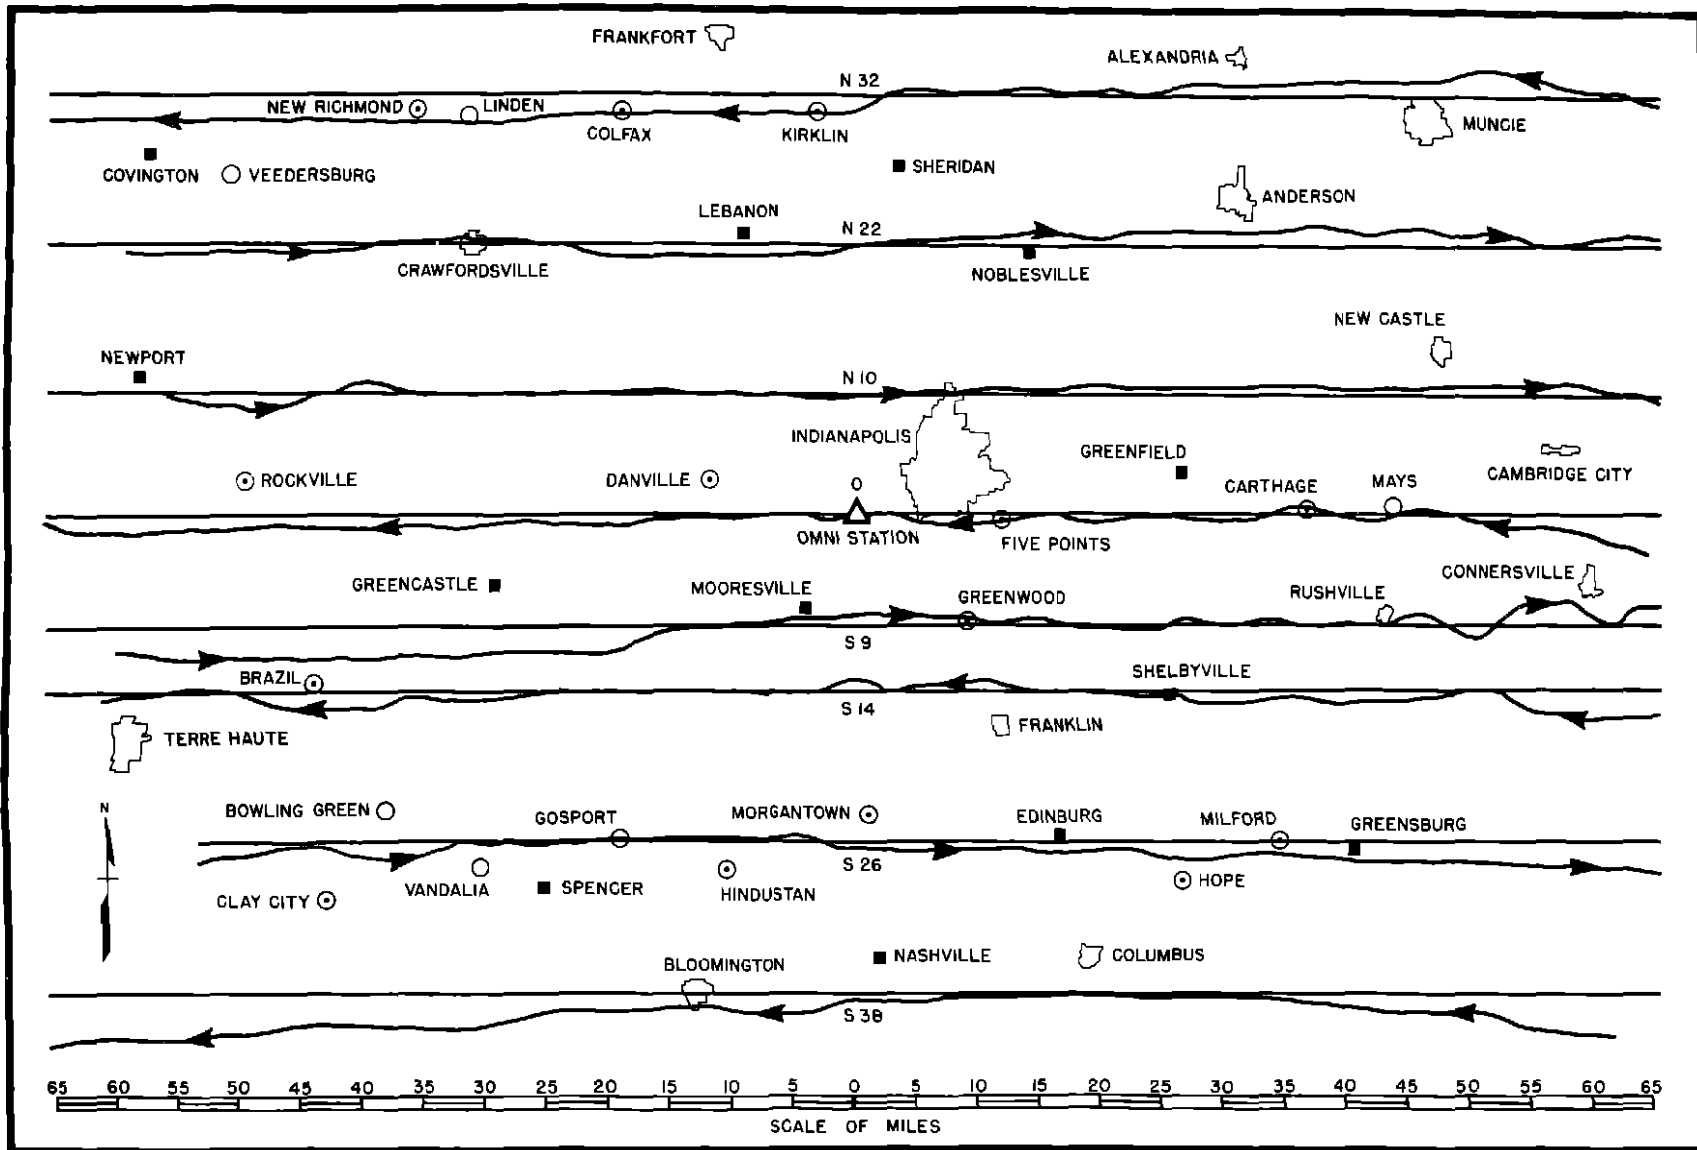 FRANKFORT
ALEXANDRIA
N 32
NEW RICHMOND
LINDEN
COLFAX
KIRKLIN
MUNCIE
COVINGTON
VEEDERSBURG
SHERIDAN
ANDERSON
LEBANON
N 22
CRAWFORDSVILLE
NOBLESVILLE
NEW CASTLE
NEWPORT
N 10
INDIANAPOLIS
GREENFIELD
CAMBRIDGE CITY
ROCKVILLE
DANVILLE
O
CARTHAGE
MAYS
OMNI STATION
FIVE POINTS
GREENCASTLE
MOORESVILLE
GREENWOOD
RUSHVILLE
CONNERSVILLE
S 9
BRAZIL
SHELBYVILLE
S 14
FRANKLIN
TERRE HAUTE
N
BOWLING GREEN
GOSPORT
MORGANTOWN
EDINBURG
MILFORD
GREENSBURG
S 26
VANDALIA
SPENCER
HINDUSTAN
HOPE
CLAY CITY
NASHVILLE
COLUMBUS
BLOOMINGTON
S 38
65 60 55 50 45 40 35 30 25 20 15 10 5 0 5 10 15 20 25 30 35 40 45 50 55 60 65
SCALE OF MILES